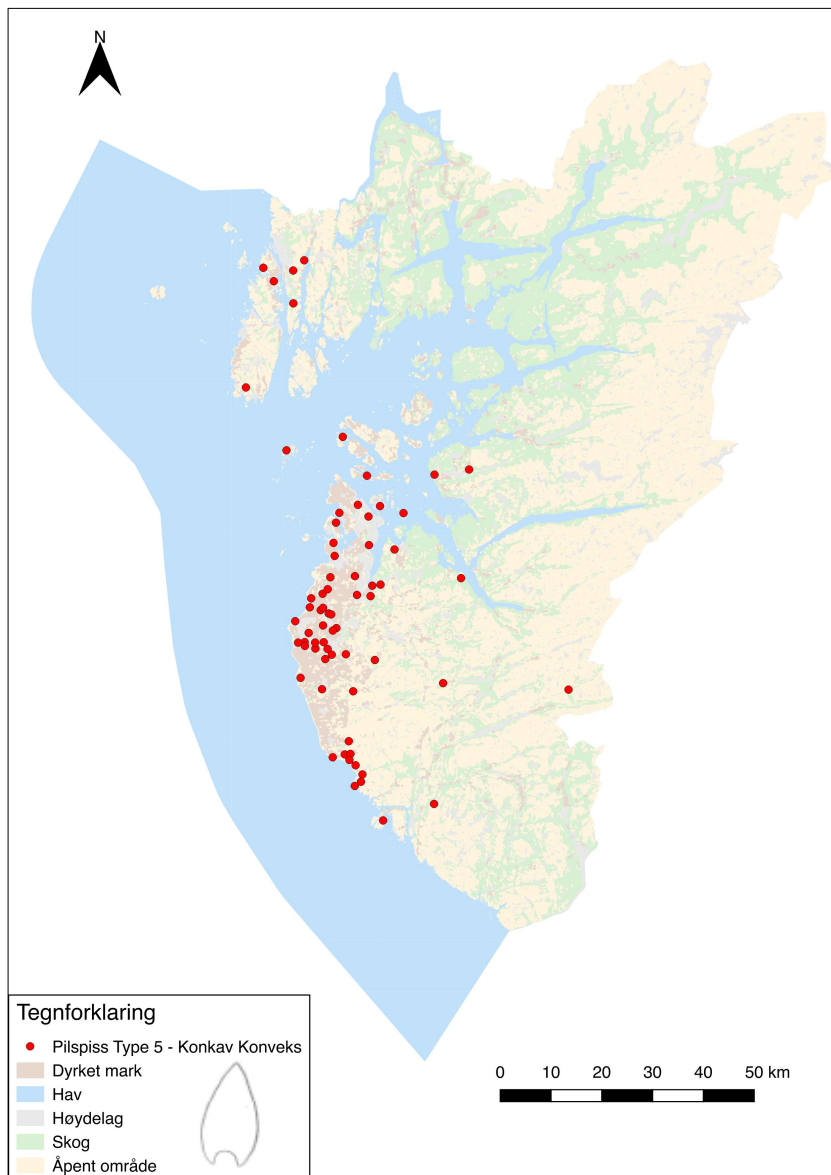 N
Tegnforklaring
Pilspiss Type 5 - Konkav Konveks
Dyrket mark
Hav
Høydelag
Skog
Åpent område
0 10 20 30 40 50 km